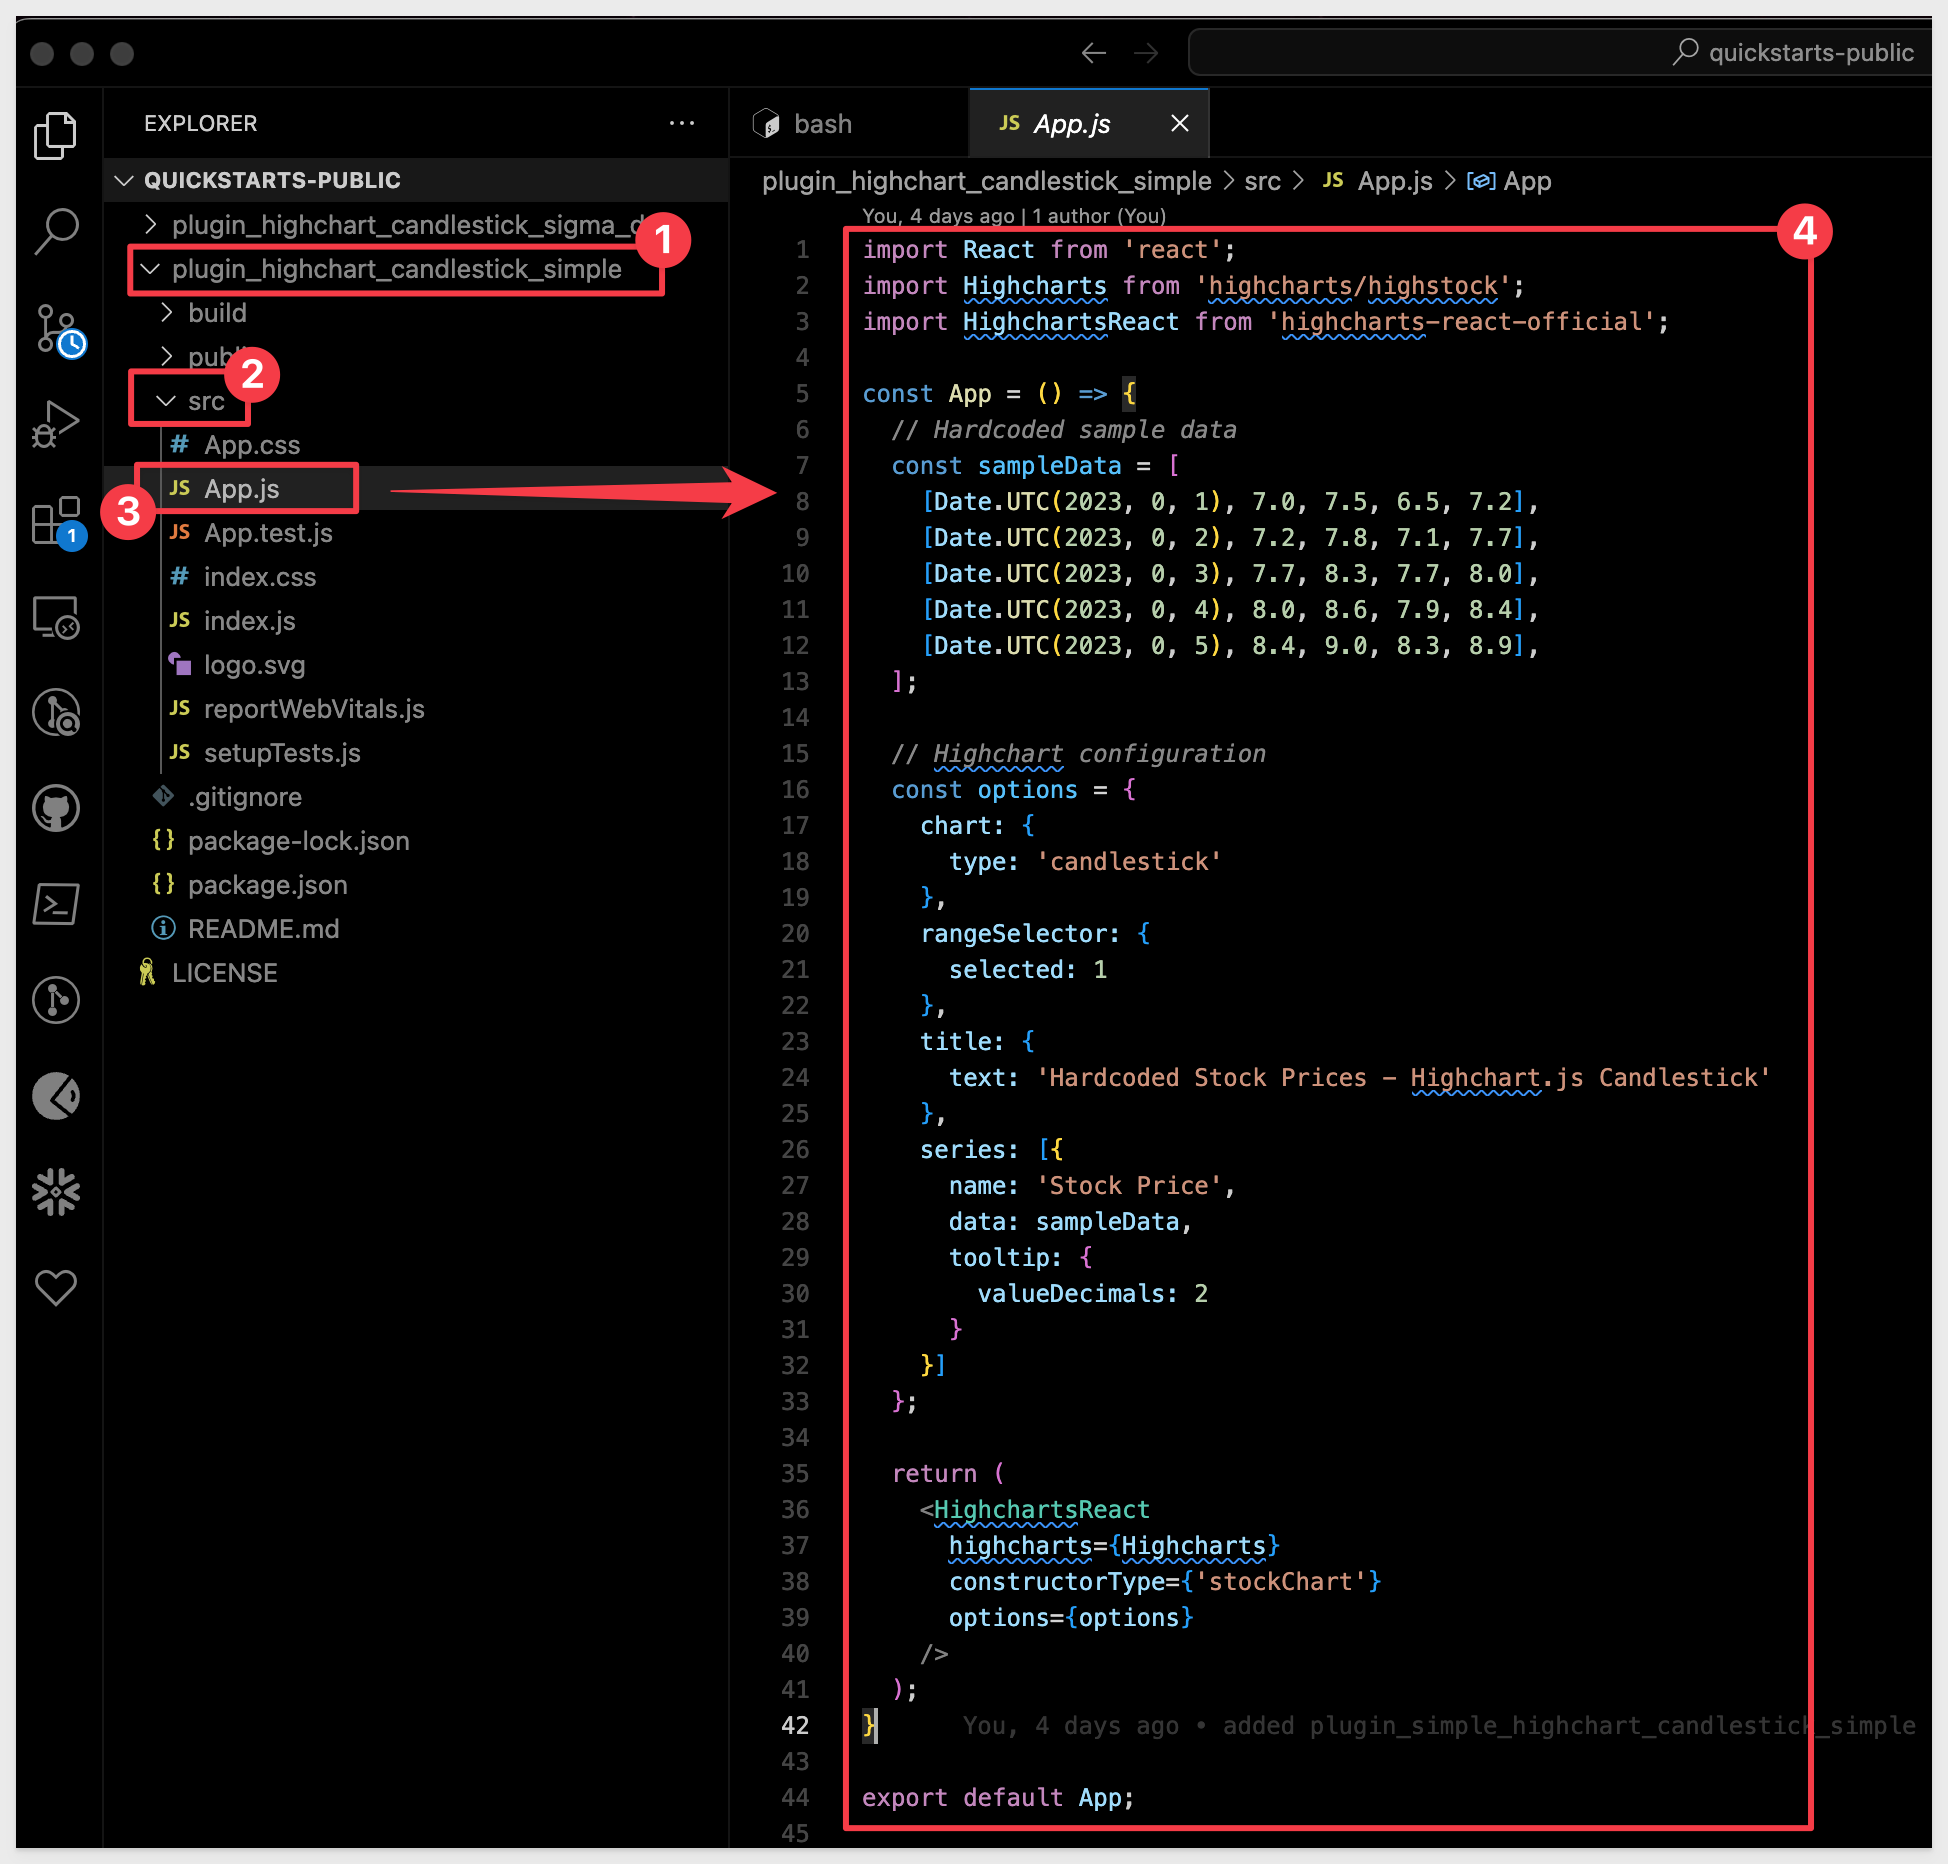 quickstarts-public
EXPLORER
QUICKSTARTS-PUBLIC
plugin_highchart_candlestick_sigma_d
1
plugin_highchart_candlestick_simple
build
publ
2
src
# App.css
3
JS App.js
JS App.test.js
# index.css
1
JS index.js
logo.svg
JS reportWebVitals.js
JS setupTests.js
.gitignore
{} package-lock.json
{} package.json
README.md
LICENSE
bash
JS App.js
plugin_highchart_candlestick_simple > src > JS App.js > App
You, 4 days ago | 1 author (You)
4
1 import React from 'react';
2 import Highcharts from 'highcharts/highstock';
3 import HighchartsReact from 'highcharts-react-official';
4
5 const App = () => {
6 // Hardcoded sample data
7 const sampleData = [
8 [Date.UTC(2023, 0, 1), 7.0, 7.5, 6.5, 7.2],
9 [Date.UTC(2023, 0, 2), 7.2, 7.8, 7.1, 7.7],
10 [Date.UTC(2023, 0, 3), 7.7, 8.3, 7.7, 8.0],
11 [Date.UTC(2023, 0, 4), 8.0, 8.6, 7.9, 8.4],
12 [Date.UTC(2023, 0, 5), 8.4, 9.0, 8.3, 8.9],
13 ];
14
15 // Highchart configuration
16 const options = {
17 chart: {
18 type: 'candlestick'
19 },
20 rangeSelector: {
21 selected: 1
22 },
23 title: {
24 text: 'Hardcoded Stock Prices – Highchart.js Candlestick'
25 },
26 series: [{
27 name: 'Stock Price',
28 data: sampleData,
29 tooltip: {
30 valueDecimals: 2
31 }
32 }]
33 };
34
35 return (
36 <HighchartsReact
37 highcharts={Highcharts}
38 constructorType={'stockChart'}
39 options={options}
40 />
41 );
42 } You, 4 days ago • added plugin_simple_highchart_candlestick_simple
43
44 export default App;
45